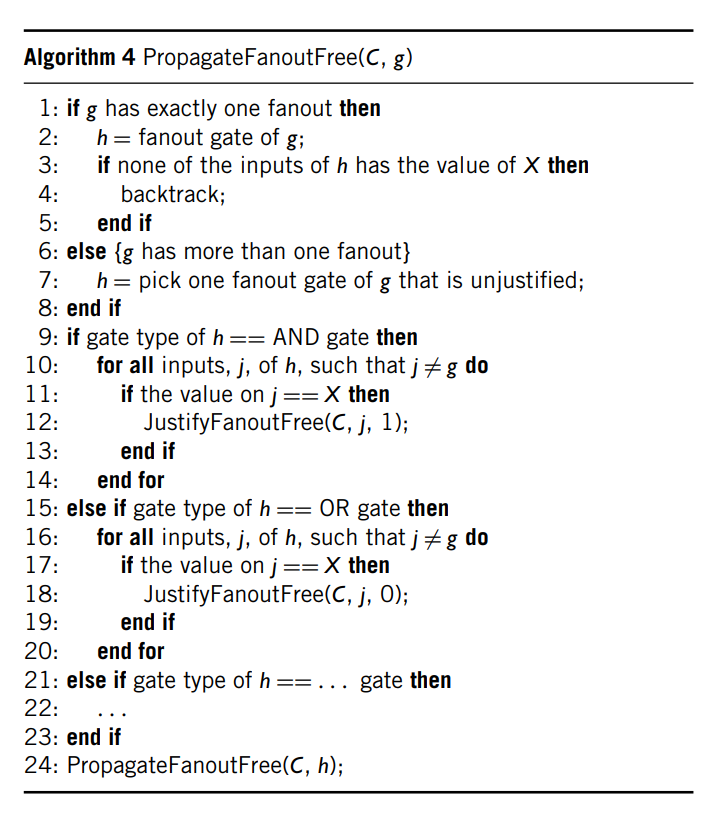 Algorithm 4 PropagateFanoutFree(C, g)
1: if g has exactly one fanout then
2: h = fanout gate of g;
3: if none of the inputs of h has the value of X then
4: backtrack;
5: end if
6: else {g has more than one fanout}
7: h = pick one fanout gate of g that is unjustified;
8: end if
9: if gate type of h == AND gate then
10: for all inputs, j, of h, such that j ≠ g do
11: if the value on j == X then
12: JustifyFanoutFree(C, j, 1);
13: end if
14: end for
15: else if gate type of h == OR gate then
16: for all inputs, j, of h, such that j ≠ g do
17: if the value on j == X then
18: JustifyFanoutFree(C, j, 0);
19: end if
20: end for
21: else if gate type of h == ... gate then
22: ...
23: end if
24: PropagateFanoutFree(C, h);